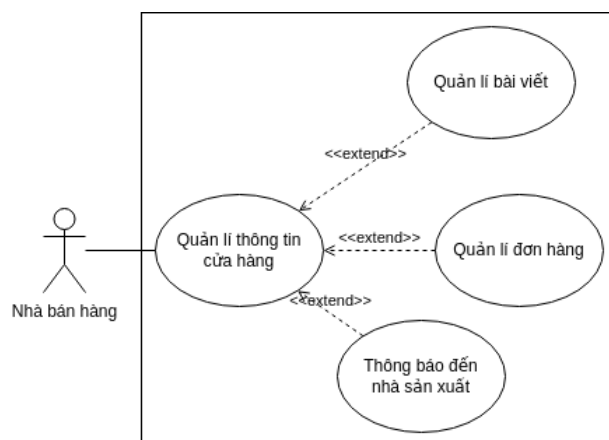 Quản lí bài viết
<<extend>>
Quản lí thông tin
cửa hàng
<<extend>>
Quản lí đơn hàng
<<extend>>
Nhà bán hàng
Thông báo đến
nhà sản xuất